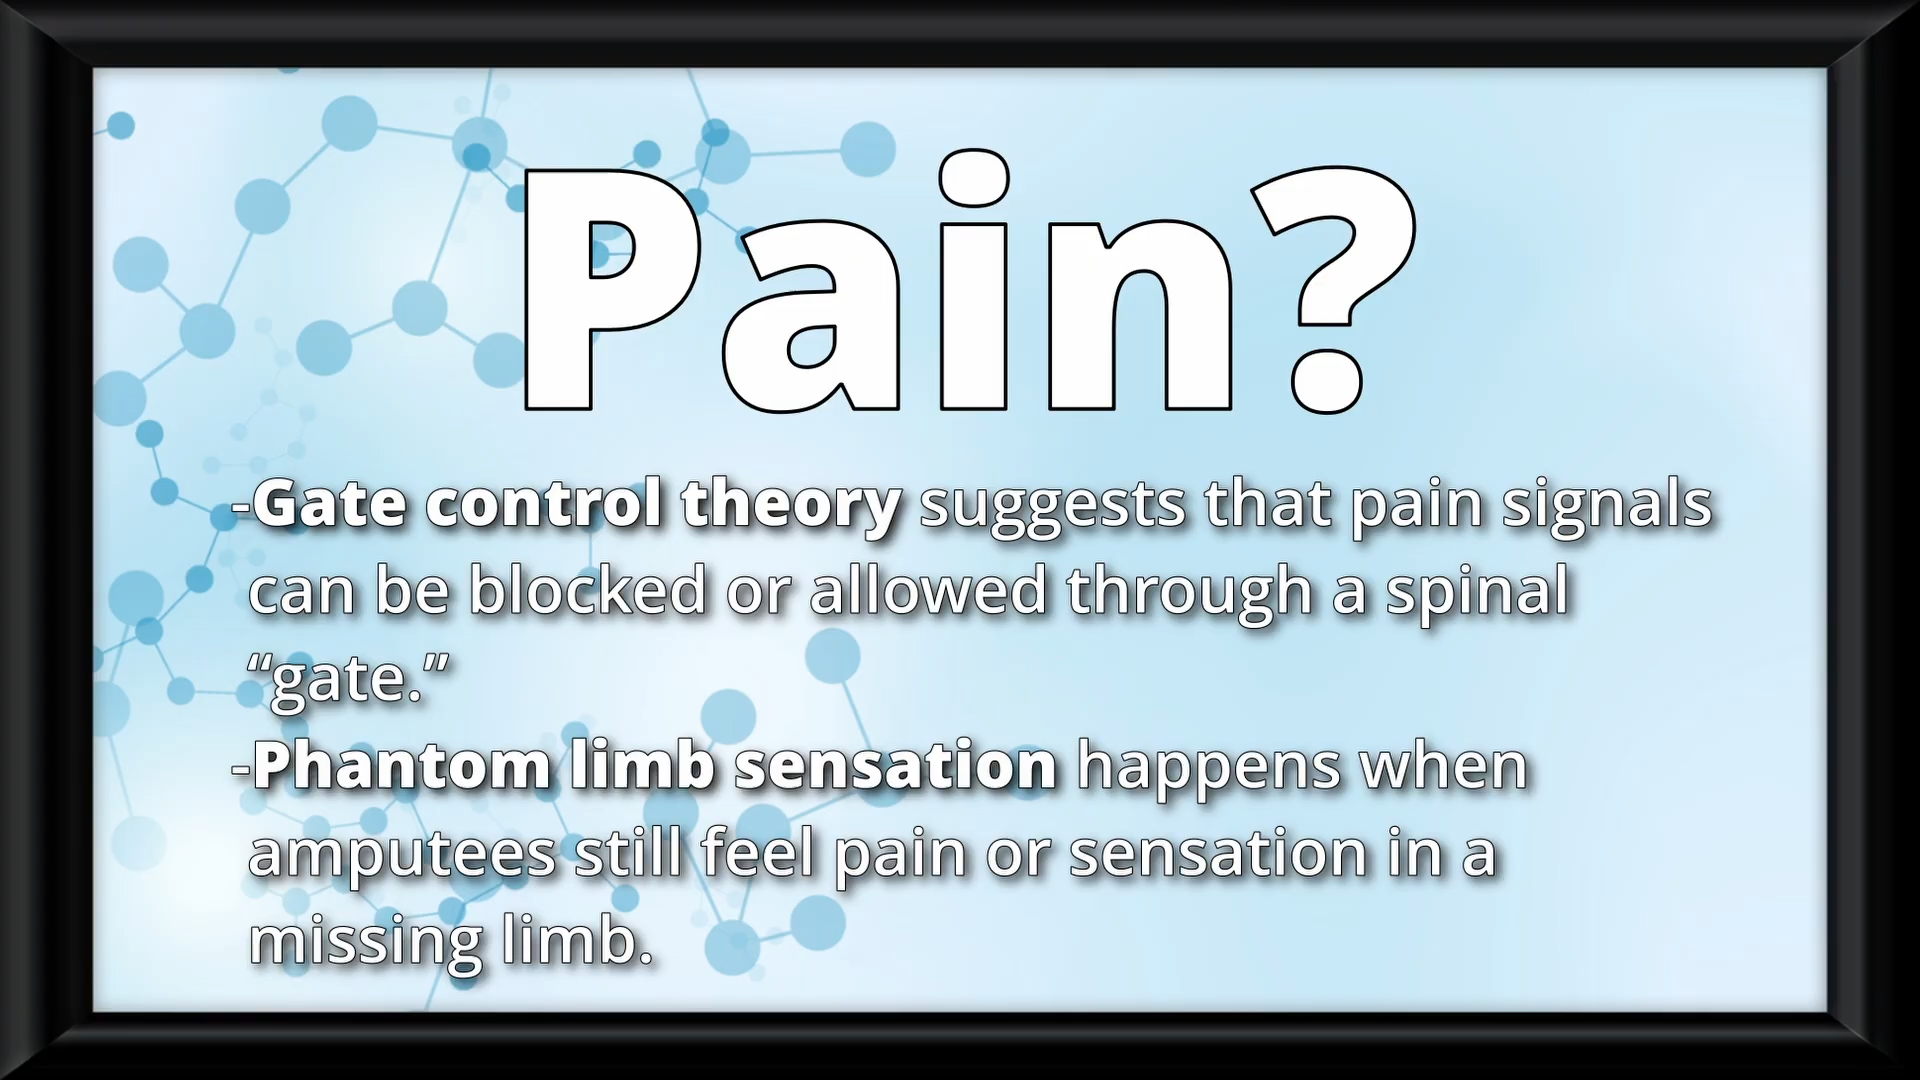 Pain?
-Gate control theory suggests that pain signals
can be blocked or allowed through a spinal
“gate.”
-Phantom limb sensation happens when
amputees still feel pain or sensation in a
missing limb.